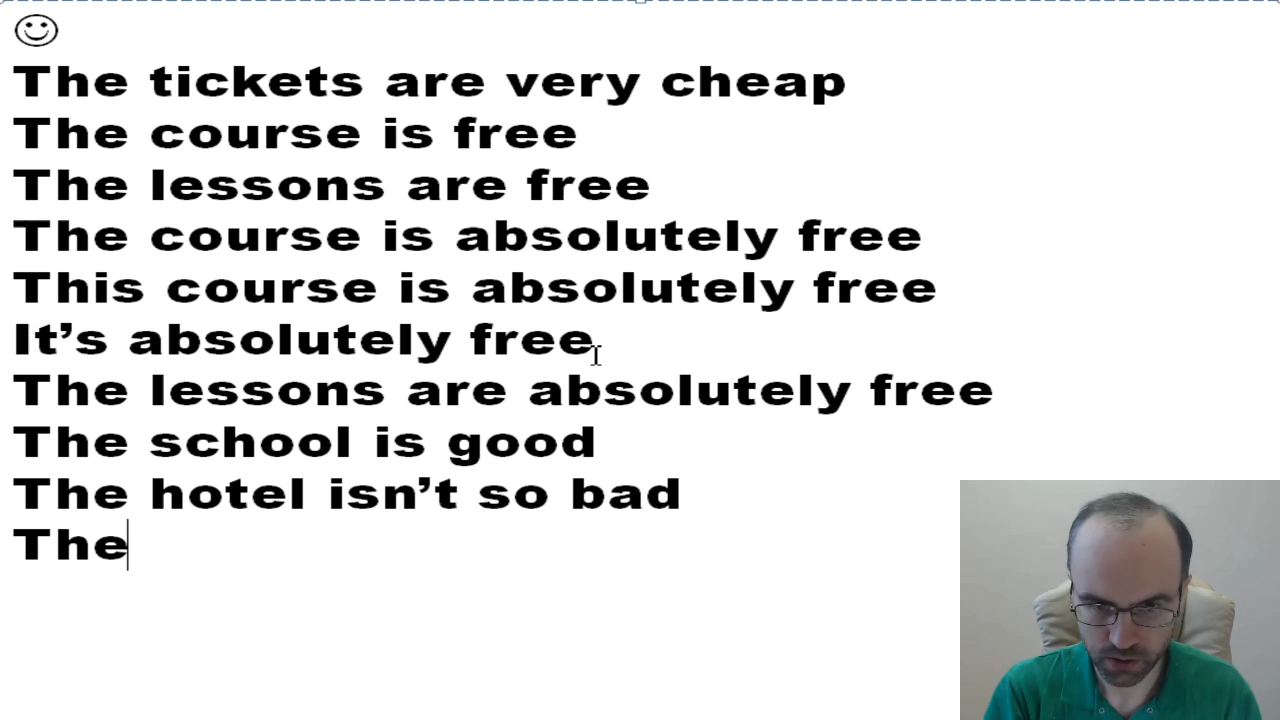 The tickets are very cheap
The course is free
The lessons are free
The course is absolutely free
This course is absolutely free
It’s absolutely free
The lessons are absolutely free
The school is good
The hotel isn’t so bad
The